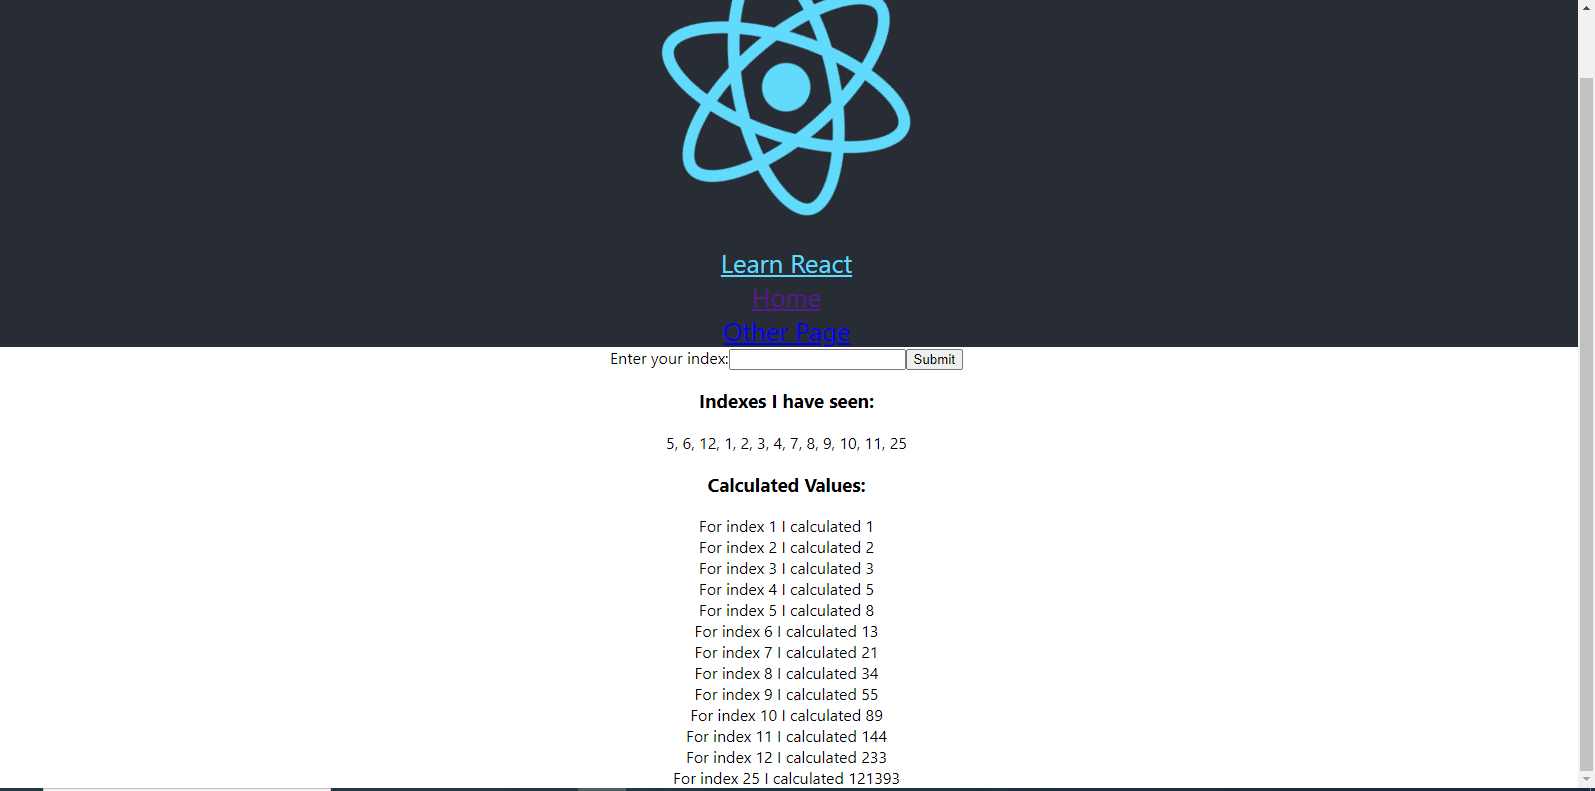 Learn React
Home
Other Page
Enter your index: Submit
Indexes I have seen:
5, 6, 12, 1, 2, 3, 4, 7, 8, 9, 10, 11, 25
Calculated Values:
For index 1 I calculated 1
For index 2 I calculated 2
For index 3 I calculated 3
For index 4 I calculated 5
For index 5 I calculated 8
For index 6 I calculated 13
For index 7 I calculated 21
For index 8 I calculated 34
For index 9 I calculated 55
For index 10 I calculated 89
For index 11 I calculated 144
For index 12 I calculated 233
For index 25 I calculated 121393